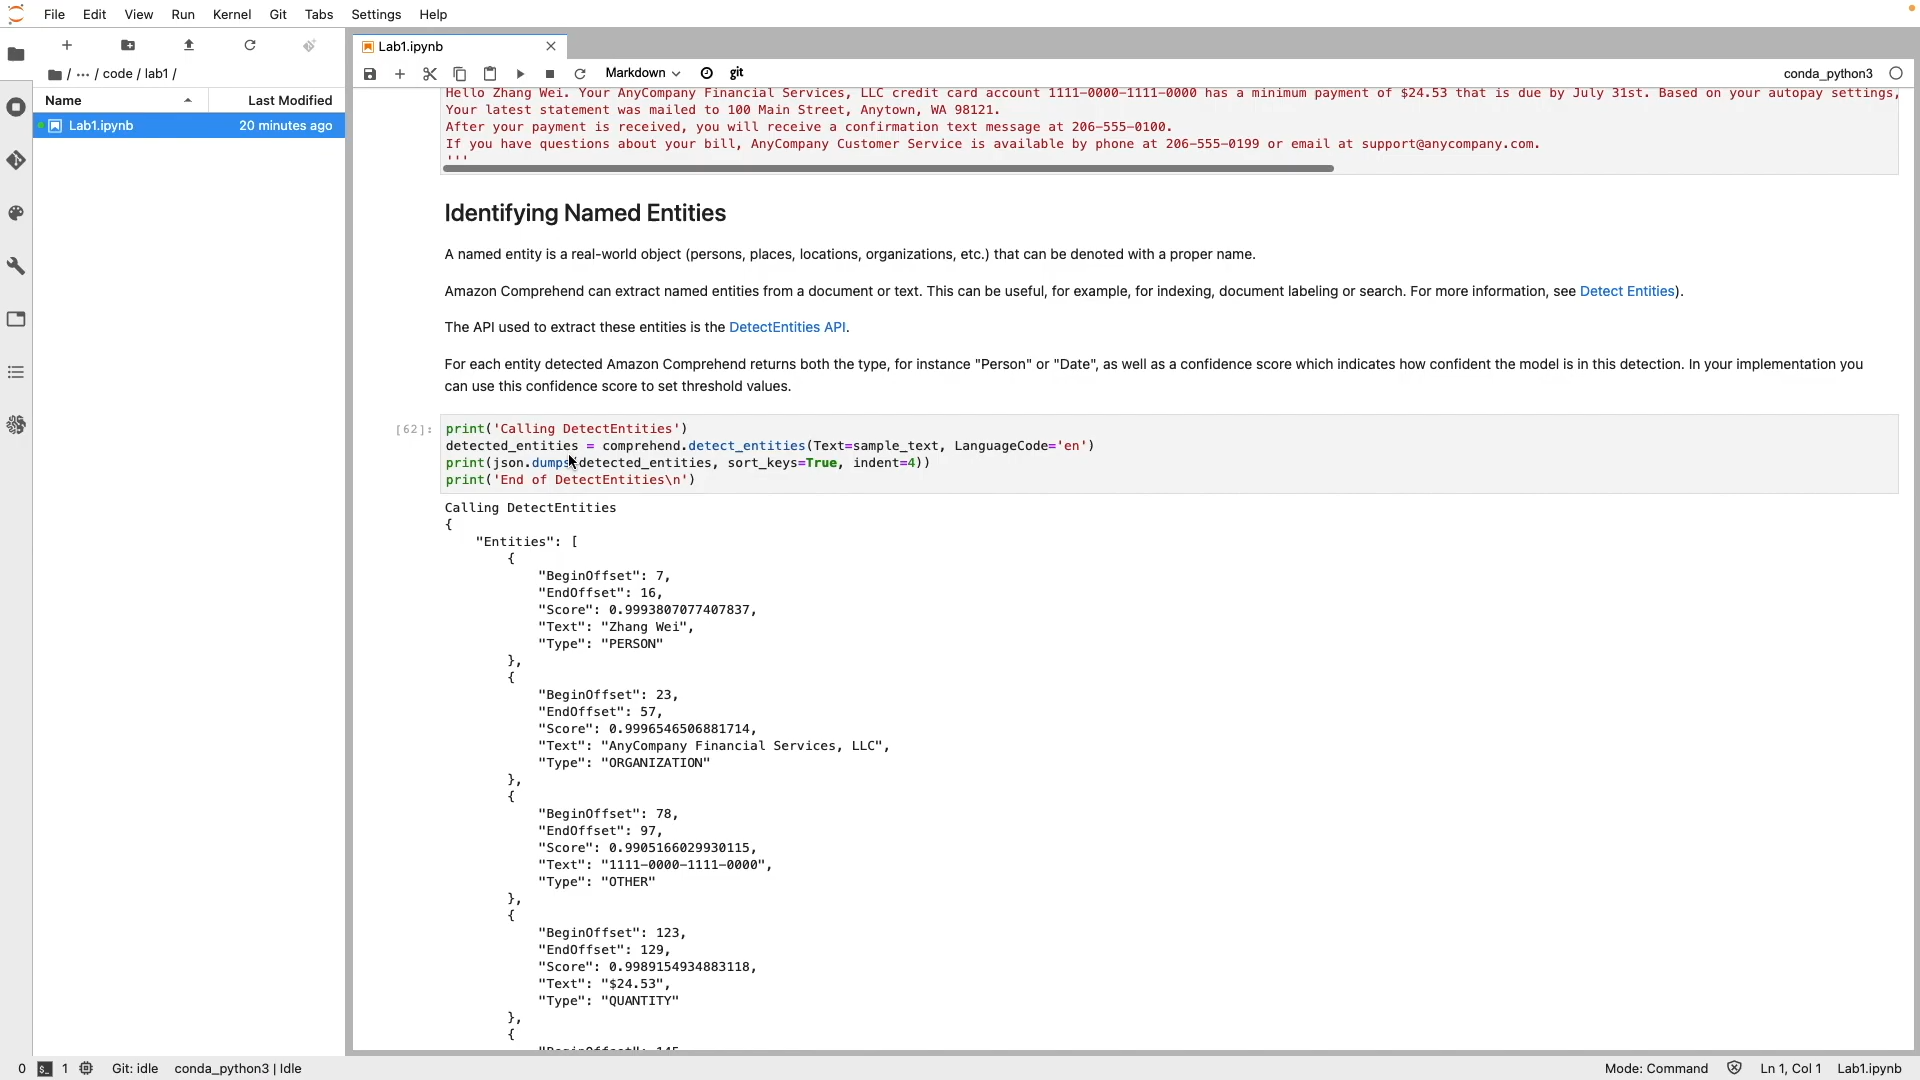 File Edit View Run Kernel Git Tabs Settings Help
/ ... / code / lab1 /
Name Last Modified
Lab1.ipynb 20 minutes ago
Lab1.ipynb
Markdown git conda_python3
Hello Zhang Wei. Your AnyCompany Financial Services, LLC credit card account 1111-0000-1111-0000 has a minimum payment of $24.53 that is due by July 31st. Based on your autopay settings,
Your latest statement was mailed to 100 Main Street, Anytown, WA 98121.
After your payment is received, you will receive a confirmation text message at 206-555-0100.
If you have questions about your bill, AnyCompany Customer Service is available by phone at 206-555-0199 or email at support@anycompany.com.
'''
Identifying Named Entities
A named entity is a real-world object (persons, places, locations, organizations, etc.) that can be denoted with a proper name.
Amazon Comprehend can extract named entities from a document or text. This can be useful, for example, for indexing, document labeling or search. For more information, see Detect Entities).
The API used to extract these entities is the DetectEntities API.
For each entity detected Amazon Comprehend returns both the type, for instance "Person" or "Date", as well as a confidence score which indicates how confident the model is in this detection. In your implementation you
can use this confidence score to set threshold values.
[62]: print('Calling DetectEntities')
detected_entities = comprehend.detect_entities(Text=sample_text, LanguageCode='en')
print(json.dumps(detected_entities, sort_keys=True, indent=4))
print('End of DetectEntities\n')
Calling DetectEntities
{
"Entities": [
{
"BeginOffset": 7,
"EndOffset": 16,
"Score": 0.9993807077407837,
"Text": "Zhang Wei",
"Type": "PERSON"
},
{
"BeginOffset": 23,
"EndOffset": 57,
"Score": 0.9996546506881714,
"Text": "AnyCompany Financial Services, LLC",
"Type": "ORGANIZATION"
},
{
"BeginOffset": 78,
"EndOffset": 97,
"Score": 0.9905166029930115,
"Text": "1111-0000-1111-0000",
"Type": "OTHER"
},
{
"BeginOffset": 123,
"EndOffset": 129,
"Score": 0.9989154934883118,
"Text": "$24.53",
"Type": "QUANTITY"
},
{
0 $_ 1 Git: idle conda_python3 | Idle Mode: Command Ln 1, Col 1 Lab1.ipynb